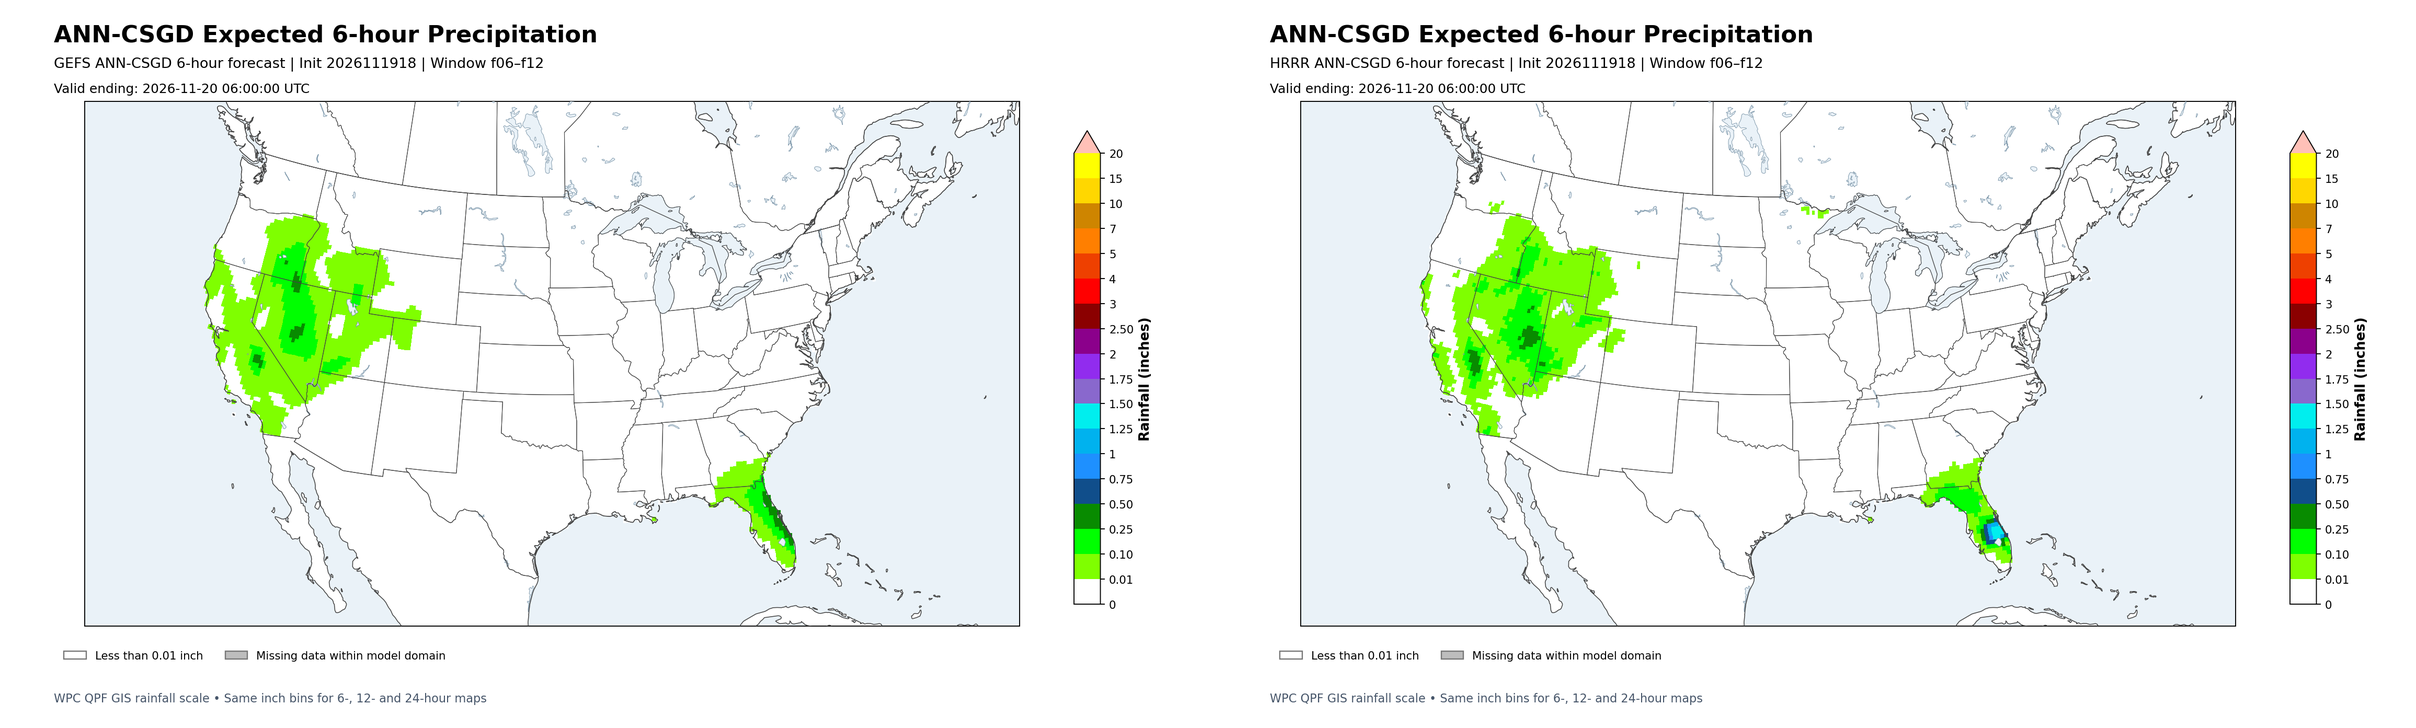 ANN-CSGD Expected 6-hour Precipitation
GEFS ANN-CSGD 6-hour forecast | Init 2026111918 | Window f06–f12
Valid ending: 2026-11-20 06:00:00 UTC
20
15
10
7
5
4
3
2.50
2
1.75
1.50
1.25
1
0.75
0.50
0.25
0.10
0.01
0
Rainfall (inches)
Less than 0.01 inch
Missing data within model domain
WPC QPF GIS rainfall scale • Same inch bins for 6-, 12- and 24-hour maps
ANN-CSGD Expected 6-hour Precipitation
HRRR ANN-CSGD 6-hour forecast | Init 2026111918 | Window f06–f12
Valid ending: 2026-11-20 06:00:00 UTC
20
15
10
7
5
4
3
2.50
2
1.75
1.50
1.25
1
0.75
0.50
0.25
0.10
0.01
0
Rainfall (inches)
Less than 0.01 inch
Missing data within model domain
WPC QPF GIS rainfall scale • Same inch bins for 6-, 12- and 24-hour maps